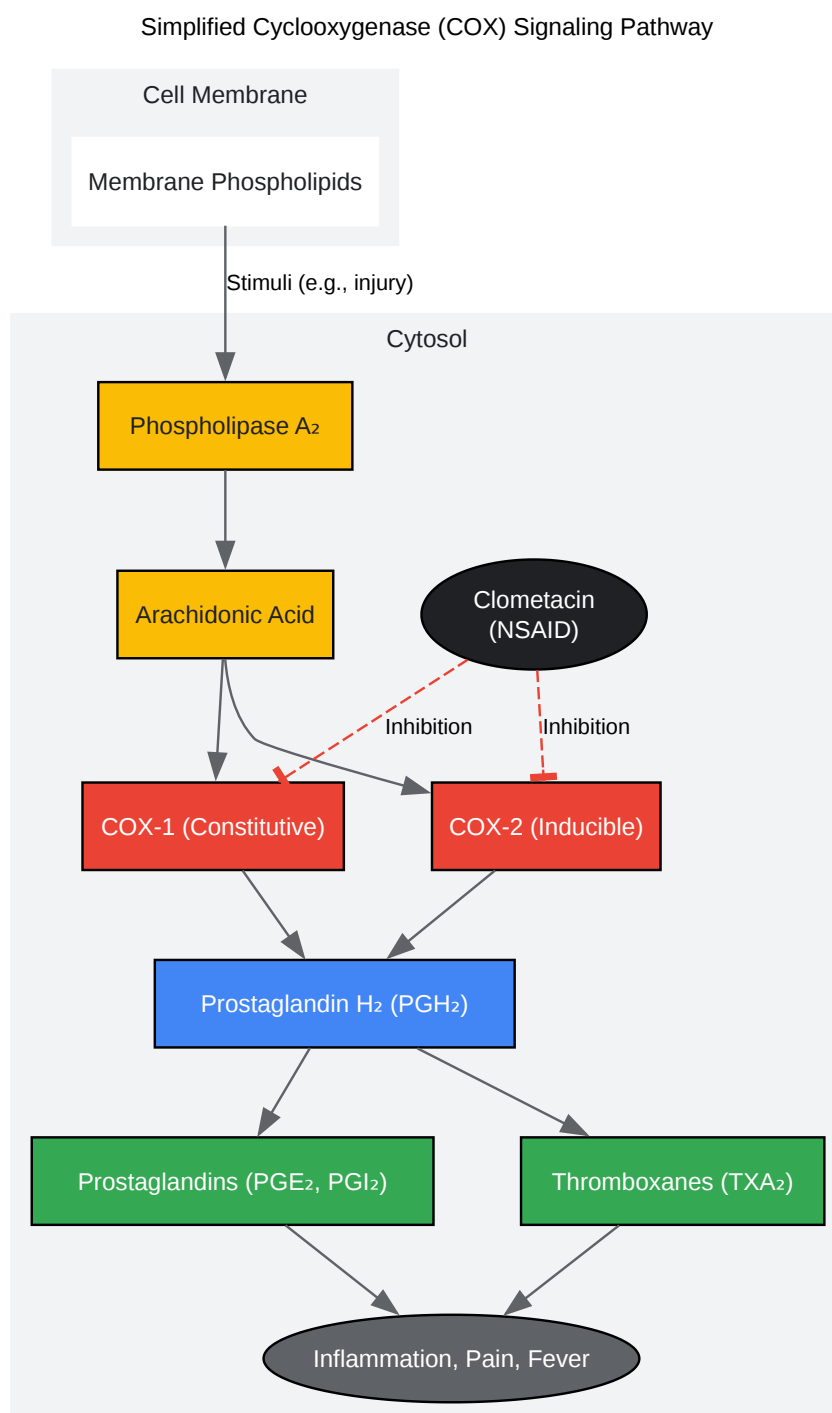 Simplified Cyclooxygenase (COX) Signaling Pathway
Cell Membrane
Membrane Phospholipids
Stimuli (e.g., injury)
Cytosol
Phospholipase A₂
Arachidonic Acid
Clometacin
(NSAID)
Inhibition
Inhibition
COX-1 (Constitutive)
COX-2 (Inducible)
Prostaglandin H₂ (PGH₂)
Prostaglandins (PGE₂, PGI₂)
Thromboxanes (TXA₂)
Inflammation, Pain, Fever